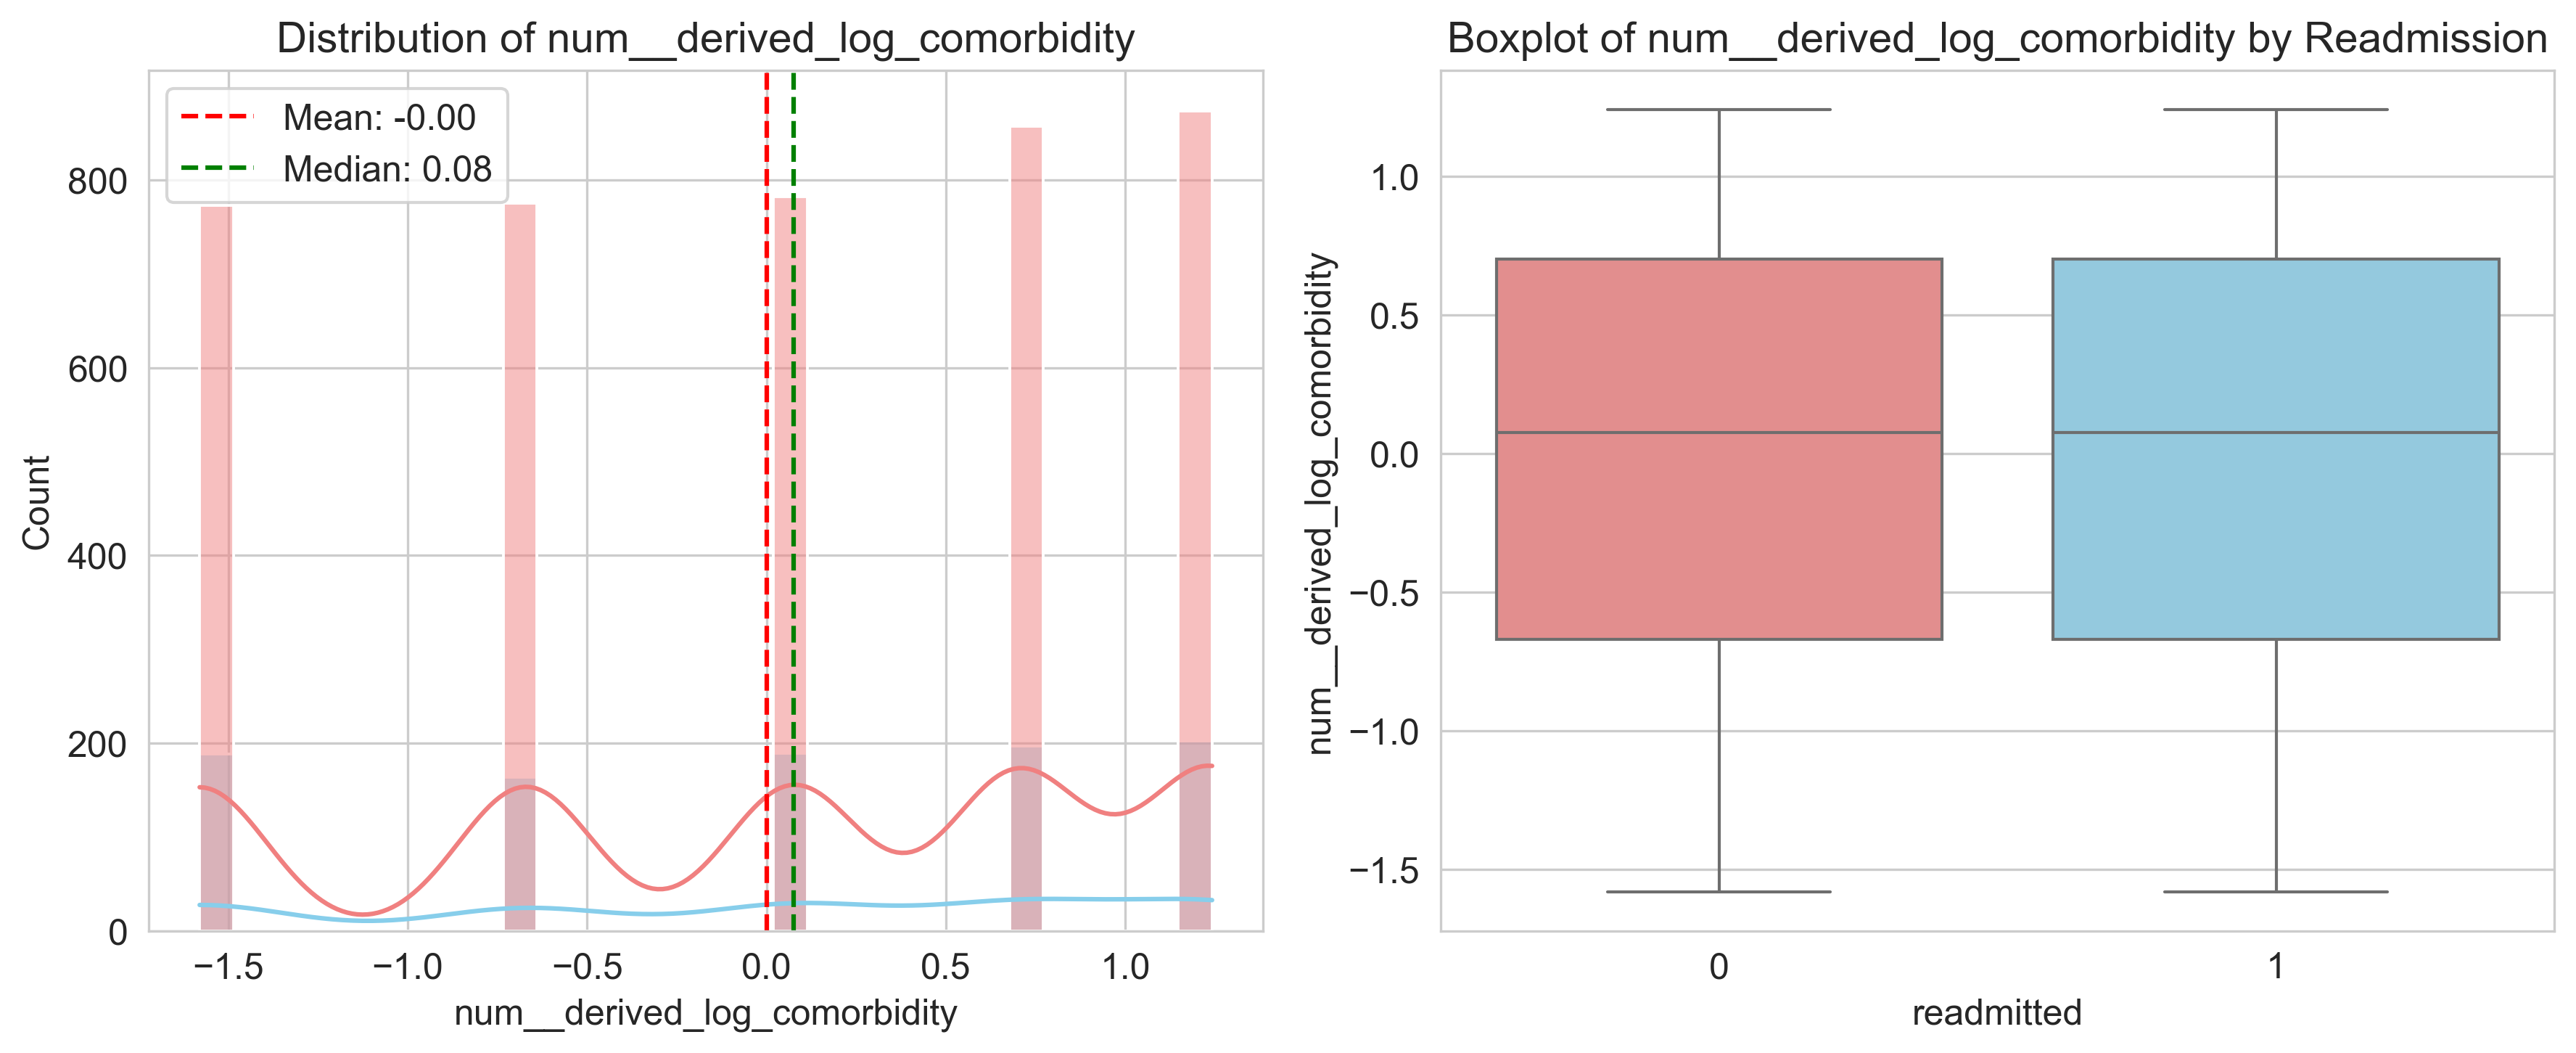 Distribution of num__derived_log_comorbidity
Mean: -0.00
Median: 0.08
Count
800
600
400
200
0
−1.5
−1.0
−0.5
0.0
0.5
1.0
num__derived_log_comorbidity
Boxplot of num__derived_log_comorbidity by Readmission
num__derived_log_comorbidity
1.0
0.5
0.0
−0.5
−1.0
−1.5
0
1
readmitted